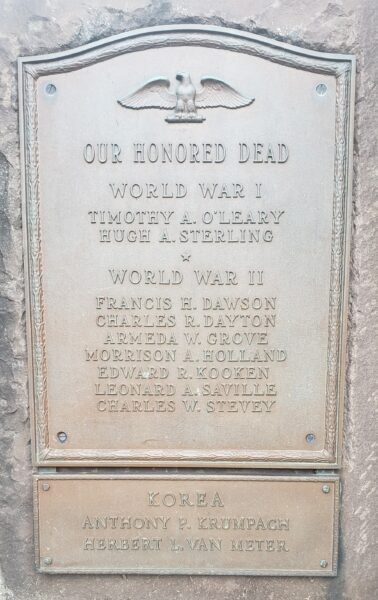 OUR HONORED DEAD
WORLD WAR I
TIMOTHY A. O'LEARY
HUGH A. STERLING
WORLD WAR II
FRANCIS H. DAWSON
CHARLES R. DAYTON
ARMEDA W. GROVE
MORRISON A. HOLLAND
EDWARD R. KOOKEN
LEONARD A. SAVILLE
CHARLES W. STEVEY
KOREA
ANTHONY P. KRUMPACH
HERBERT L. VAN METER